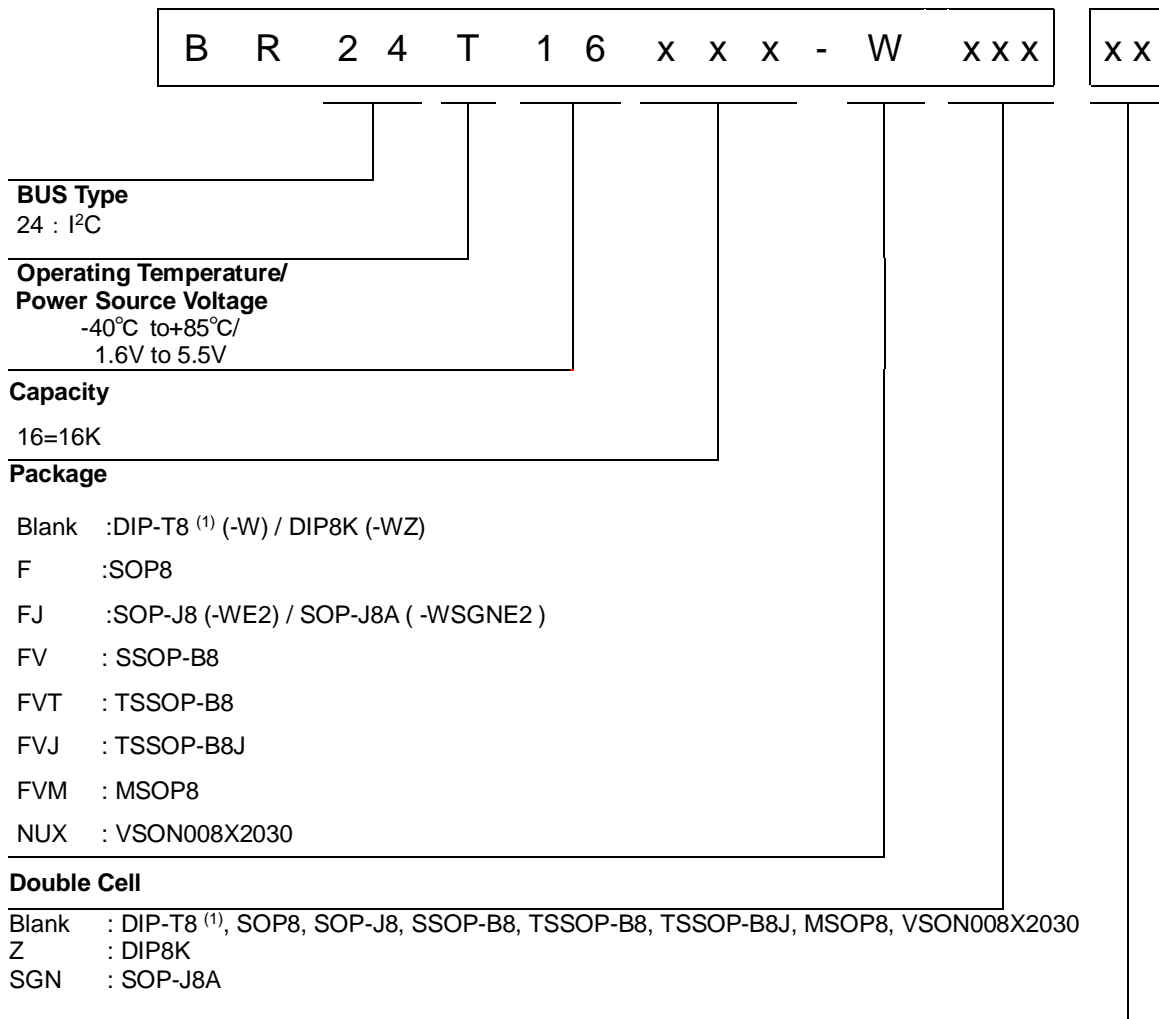 B R 2 4 T 1 6 x x x - W x x x x x
BUS Type
24 : I²C
Operating Temperature/
Power Source Voltage
-40℃ to+85℃/
1.6V to 5.5V
Capacity
16=16K
Package
Blank :DIP-T8 (1) (-W) / DIP8K (-WZ)
F :SOP8
FJ :SOP-J8 (-WE2) / SOP-J8A ( -WSGNE2 )
FV : SSOP-B8
FVT : TSSOP-B8
FVJ : TSSOP-B8J
FVM : MSOP8
NUX : VSON008X2030
Double Cell
Blank : DIP-T8 (1), SOP8, SOP-J8, SSOP-B8, TSSOP-B8, TSSOP-B8J, MSOP8, VSON008X2030
Z : DIP8K
SGN : SOP-J8A